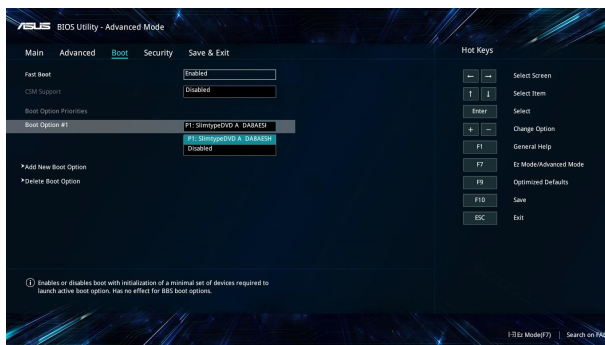 ASUS BIOS Utility - Advanced Mode
Main Advanced Boot Security Save & Exit
Hot Keys
Fast Boot Enabled
CSM Support Disabled
Boot Option Priorities
Boot Option #1 P1: SlimtypeDVD A DA8AESI
P1: SlimtypeDVD A DA8AESH
Disabled
>Add New Boot Option
>Delete Boot Option
← → Select Screen
↑ ↓ Select Item
Enter Select
+ − Change Option
F1 General Help
F7 Ez Mode/Advanced Mode
F9 Optimized Defaults
F10 Save
ESC Exit
Enables or disables boot with initialization of a minimal set of devices required to
launch active boot option. Has no effect for BBS boot options.
Ez Mode(F7) | Search on FA